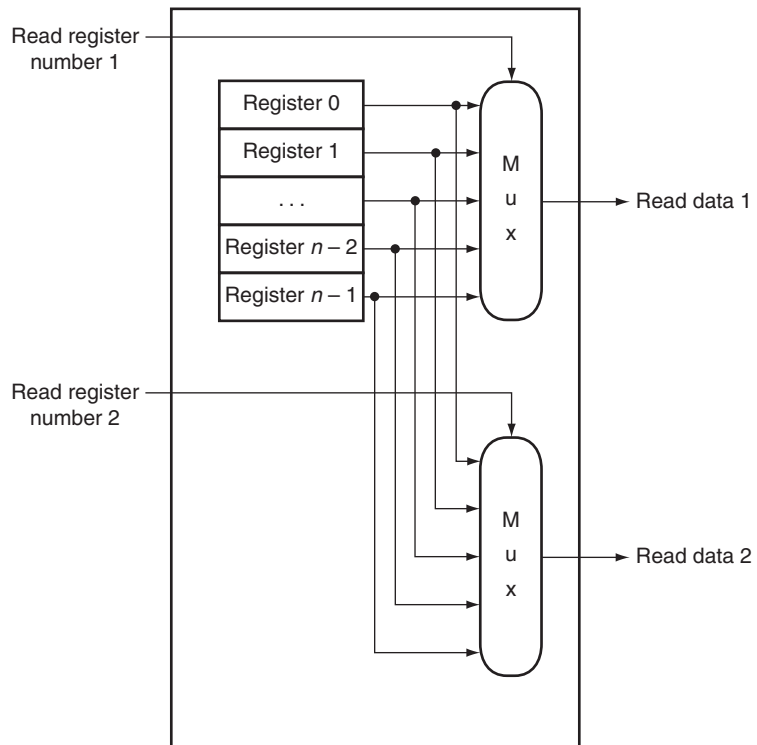 Read register
number 1
Register 0
Register 1
. . .
Register n – 2
Register n – 1
M
u
x
Read data 1
Read register
number 2
M
u
x
Read data 2